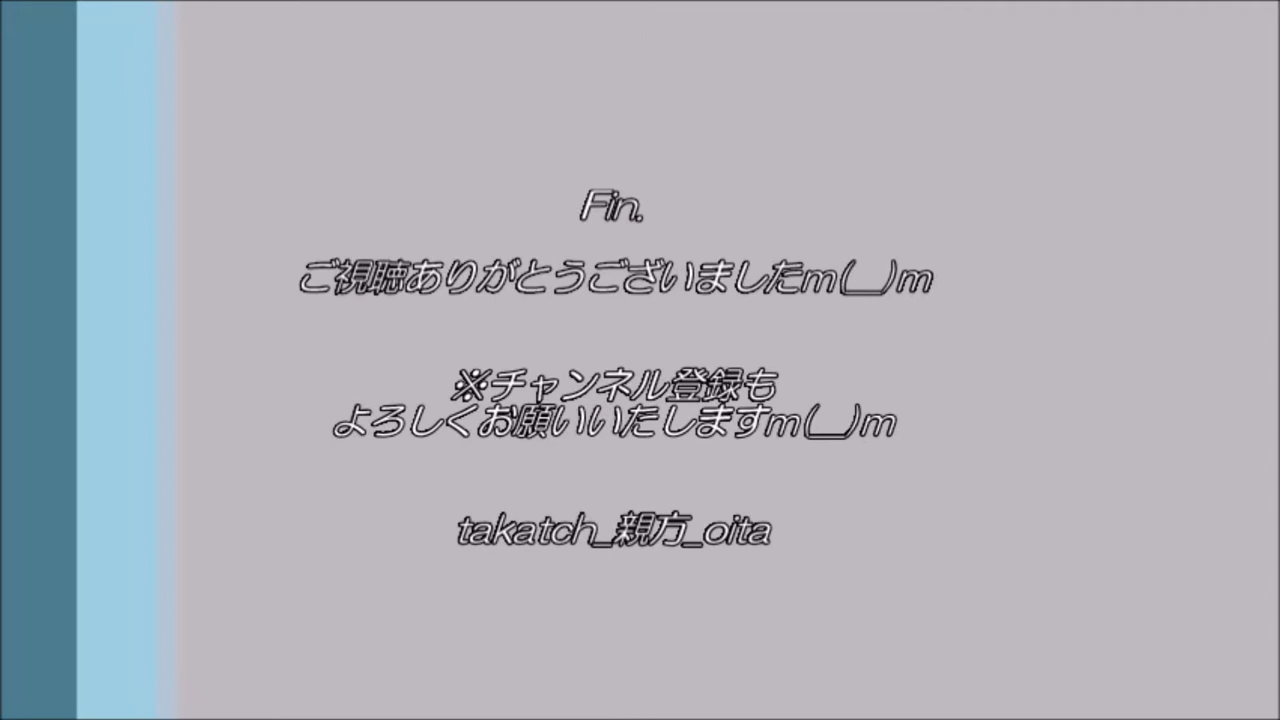 Fin.
ご視聴ありがとうございましたm(__)m
※チャンネル登録も
よろしくお願いいたしますm(__)m
takatch_親方_oita